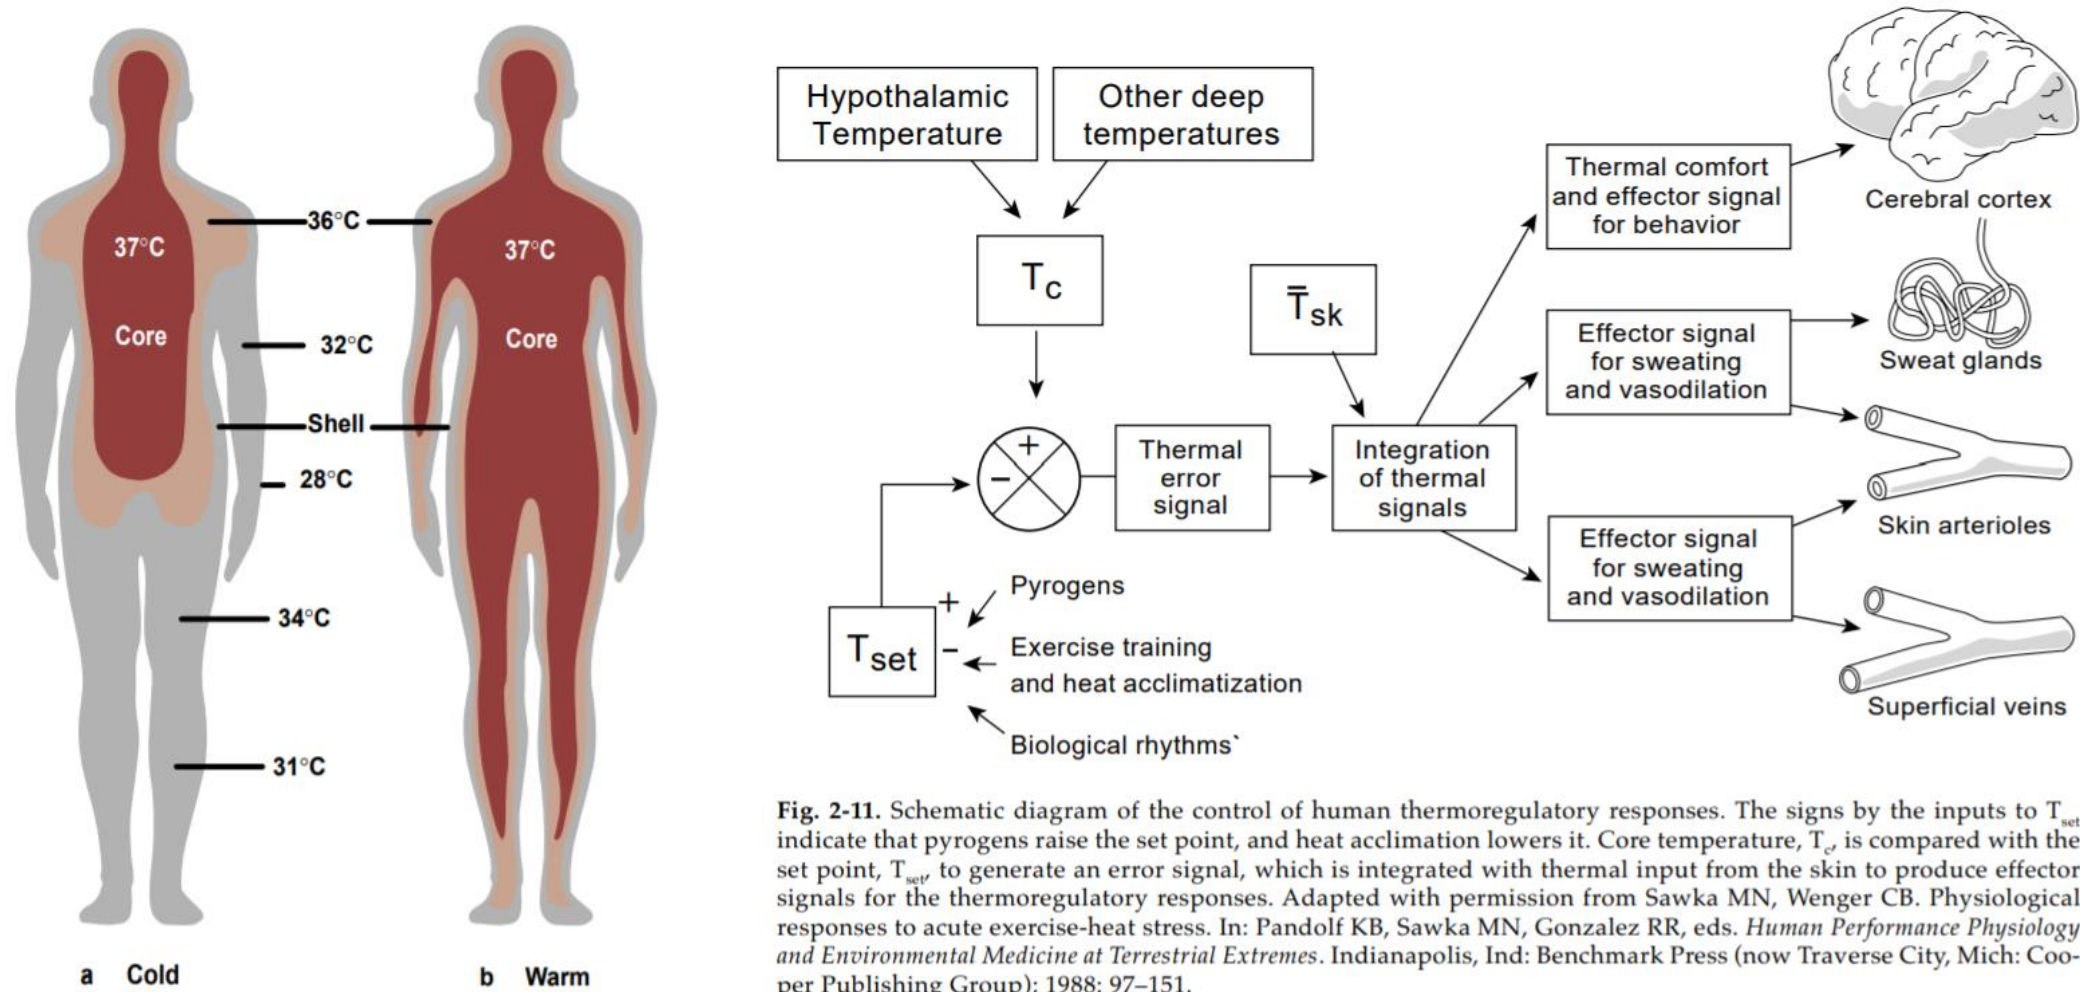 37°C
Core
36°C
32°C
Shell
28°C
34°C
31°C
37°C
Core
a Cold
b Warm
Hypothalamic
Temperature
Other deep
temperatures
Tc
T̄sk
+
−
Thermal
error
signal
Integration
of thermal
signals
Thermal comfort
and effector signal
for behavior
Cerebral cortex
Effector signal
for sweating
and vasodilation
Sweat glands
Skin arterioles
Effector signal
for sweating
and vasodilation
Superficial veins
Tset
+
−
Pyrogens
Exercise training
and heat acclimatization
Biological rhythms`
Fig. 2-11. Schematic diagram of the control of human thermoregulatory responses. The signs by the inputs to Tset
indicate that pyrogens raise the set point, and heat acclimation lowers it. Core temperature, Tc, is compared with the
set point, Tset, to generate an error signal, which is integrated with thermal input from the skin to produce effector
signals for the thermoregulatory responses. Adapted with permission from Sawka MN, Wenger CB. Physiological
responses to acute exercise-heat stress. In: Pandolf KB, Sawka MN, Gonzalez RR, eds. Human Performance Physiology
and Environmental Medicine at Terrestrial Extremes. Indianapolis, Ind: Benchmark Press (now Traverse City, Mich: Coo-
per Publishing Group); 1988: 97–151.